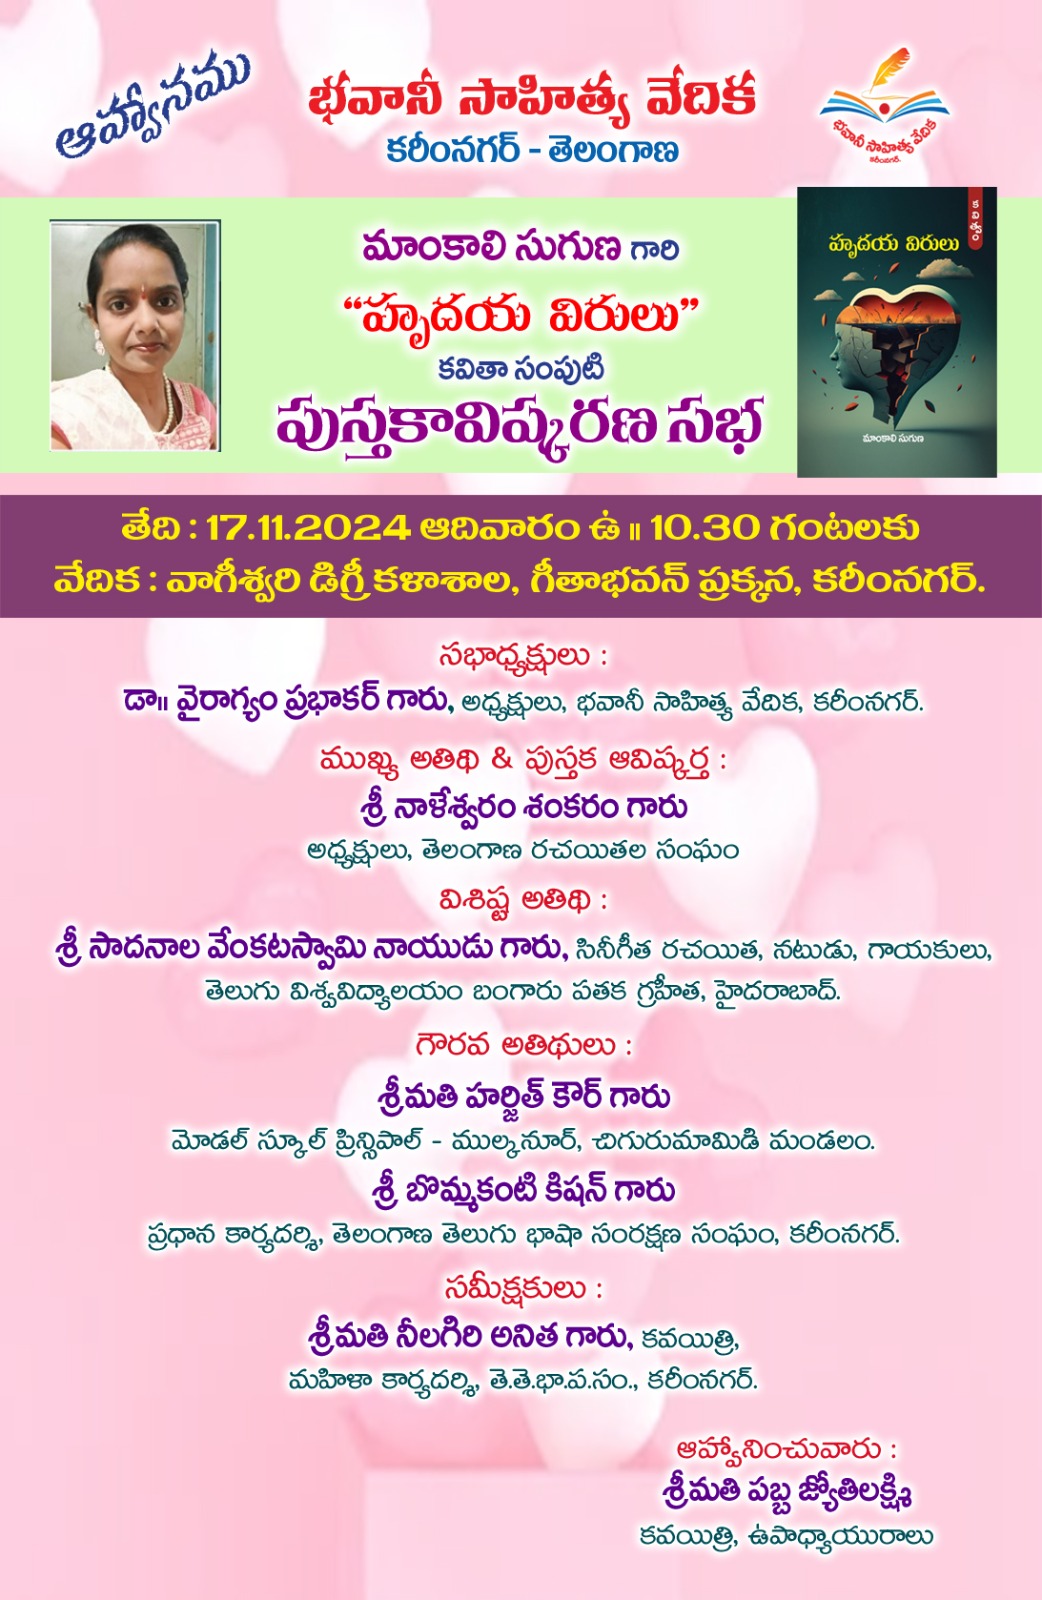 ఆహ్వానము
భవానీ సాహిత్య వేదిక
కరీంనగర్ - తెలంగాణ
భవానీ సాహిత్య వేదిక
కరీంనగర్.
మాంకాలి సుగుణ గారి
"హృదయ విరులు"
కవితా సంపుటి
పుస్తకావిష్కరణ సభ
కవిత్వం
హృదయ విరులు
మాంకాలి సుగుణ
తేది : 17.11.2024 ఆదివారం ఉ॥ 10.30 గంటలకు
వేదిక : వాగీశ్వరి డిగ్రీ కళాశాల, గీతాభవన్ ప్రక్కన, కరీంనగర్.
సభాధ్యక్షులు :
డా॥ వైరాగ్యం ప్రభాకర్ గారు, అధ్యక్షులు, భవానీ సాహిత్య వేదిక, కరీంనగర్.
ముఖ్య అతిథి & పుస్తక ఆవిష్కర్త :
శ్రీ నాళేశ్వరం శంకరం గారు
అధ్యక్షులు, తెలంగాణ రచయితల సంఘం
విశిష్ట అతిథి :
శ్రీ సాదనాల వేంకటస్వామి నాయుడు గారు, సినీగీత రచయిత, నటుడు, గాయకులు,
తెలుగు విశ్వవిద్యాలయం బంగారు పతక గ్రహీత, హైదరాబాద్.
గౌరవ అతిథులు :
శ్రీమతి హర్జిత్ కౌర్ గారు
మోడల్ స్కూల్ ప్రిన్సిపాల్ - ముల్కనూర్, చిగురుమామిడి మండలం.
శ్రీ బొమ్మకంటి కిషన్ గారు
ప్రధాన కార్యదర్శి, తెలంగాణ తెలుగు భాషా సంరక్షణ సంఘం, కరీంనగర్.
సమీక్షకులు :
శ్రీమతి నీలగిరి అనిత గారు, కవయిత్రి,
మహిళా కార్యదర్శి, తె.తె.భా.ప.సం., కరీంనగర్.
ఆహ్వానించువారు :
శ్రీమతి పబ్బ జ్యోతిలక్ష్మి
కవయిత్రి, ఉపాధ్యాయురాలు